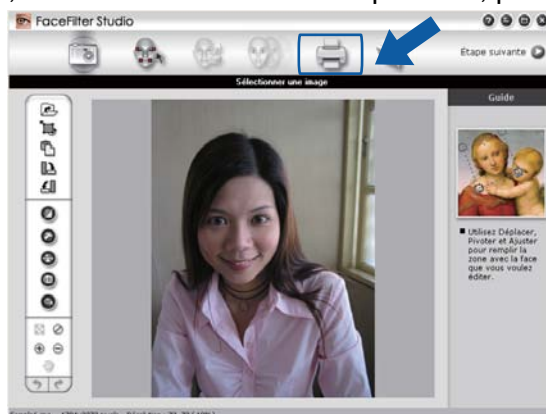 FaceFilter Studio
Étape suivante
Sélectionner une image
Guide
Utilisez Déplacer,
Pivoter et Ajuster
pour remplir la
zone avec la face
que vous voulez
éditer.